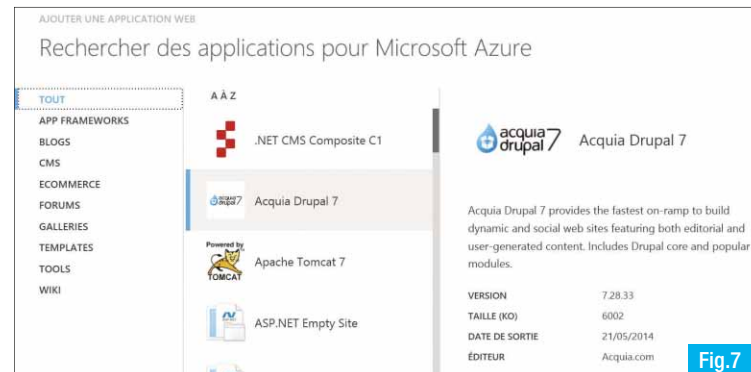 AJOUTER UNE APPLICATION WEB
Rechercher des applications pour Microsoft Azure
TOUT
APP FRAMEWORKS
BLOGS
CMS
ECOMMERCE
FORUMS
GALLERIES
TEMPLATES
TOOLS
WIKI
A À Z
.NET CMS Composite C1
acquia drupal 7
Acquia Drupal 7
Powered by
TOMCAT
Apache Tomcat 7
ASP.NET Empty Site
acquia
drupal 7
Acquia Drupal 7
Acquia Drupal 7 provides the fastest on-ramp to build
dynamic and social web sites featuring both editorial and
user-generated content. Includes Drupal core and popular
modules.
VERSION 7.28.33
TAILLE (KO) 6002
DATE DE SORTIE 21/05/2014
ÉDITEUR Acquia.com
Fig.7